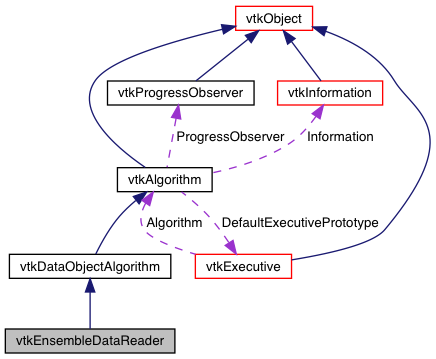 vtkObject
vtkProgressObserver
vtkInformation
ProgressObserver
Information
vtkAlgorithm
Algorithm
DefaultExecutivePrototype
vtkDataObjectAlgorithm
vtkExecutive
vtkEnsembleDataReader